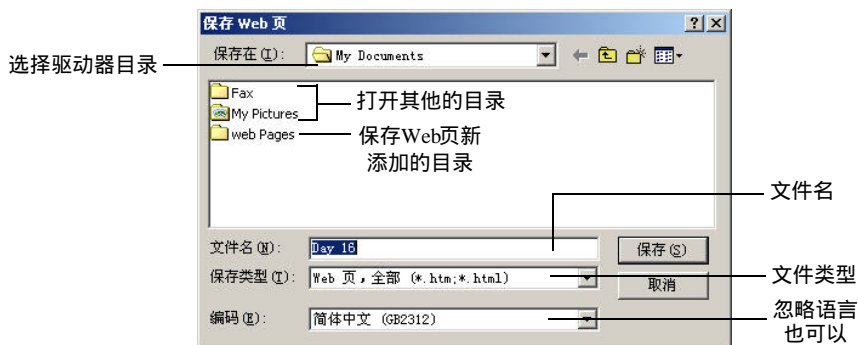 保存 Web 页
保存在(I):
My Documents
选择驱动器目录
Fax
My Pictures
web Pages
打开其他的目录
保存Web页新
添加的目录
文件名
文件名(N):
Day 16
保存(S)
保存类型(T):
Web 页，全部 (*.htm;*.html)
取消
文件类型
编码(E):
简体中文 (GB2312)
忽略语言
也可以